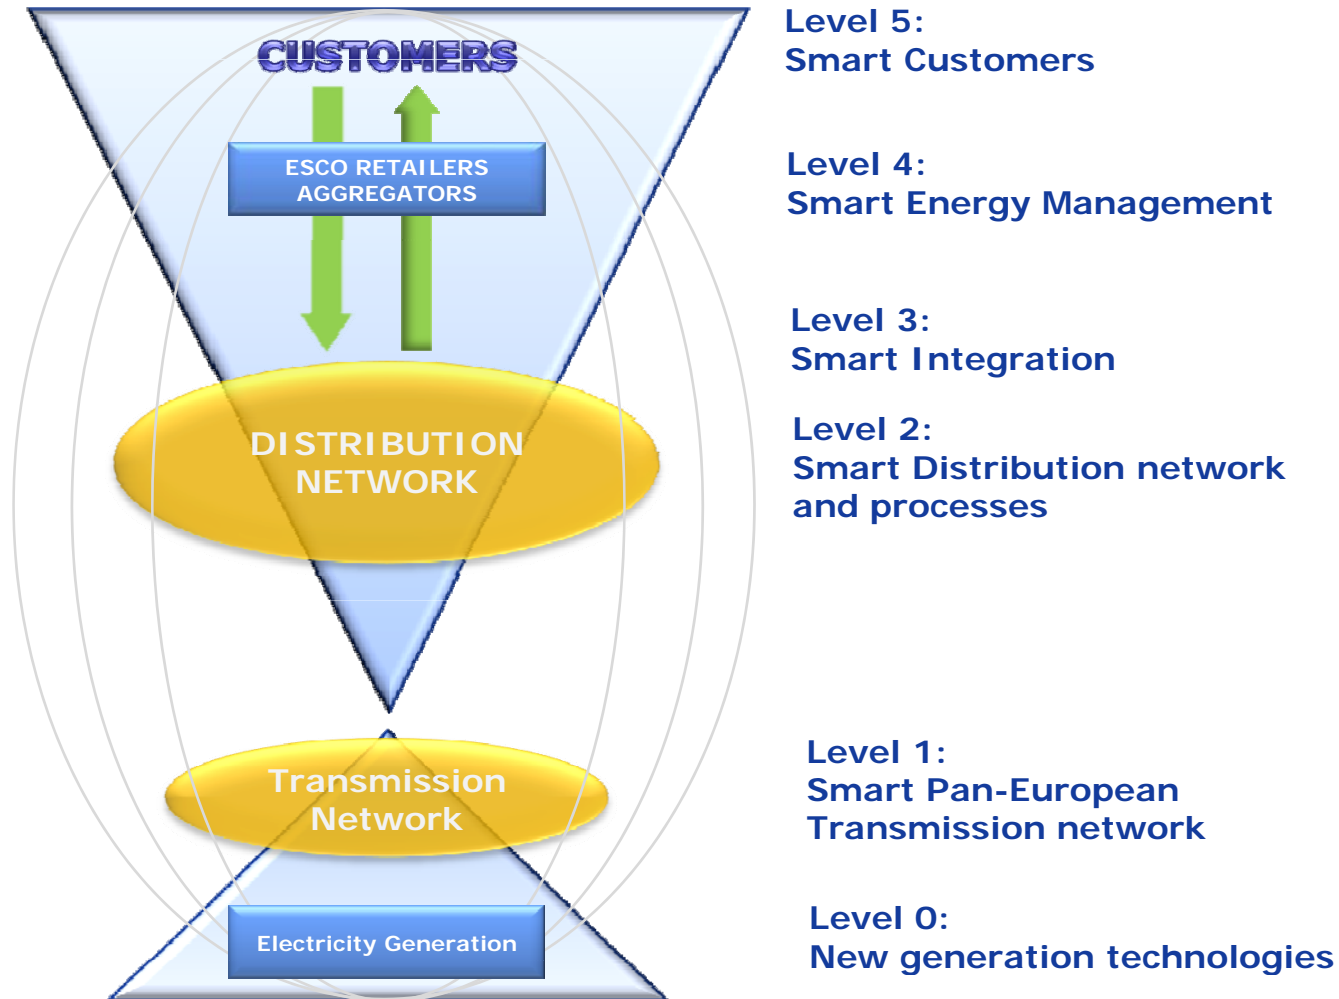 CUSTOMERS
Level 5:
Smart Customers
ESCO RETAILERS
AGGREGATORS
Level 4:
Smart Energy Management
Level 3:
Smart Integration
DISTRIBUTION
NETWORK
Level 2:
Smart Distribution network
and processes
Transmission
Network
Level 1:
Smart Pan-European
Transmission network
Electricity Generation
Level 0:
New generation technologies